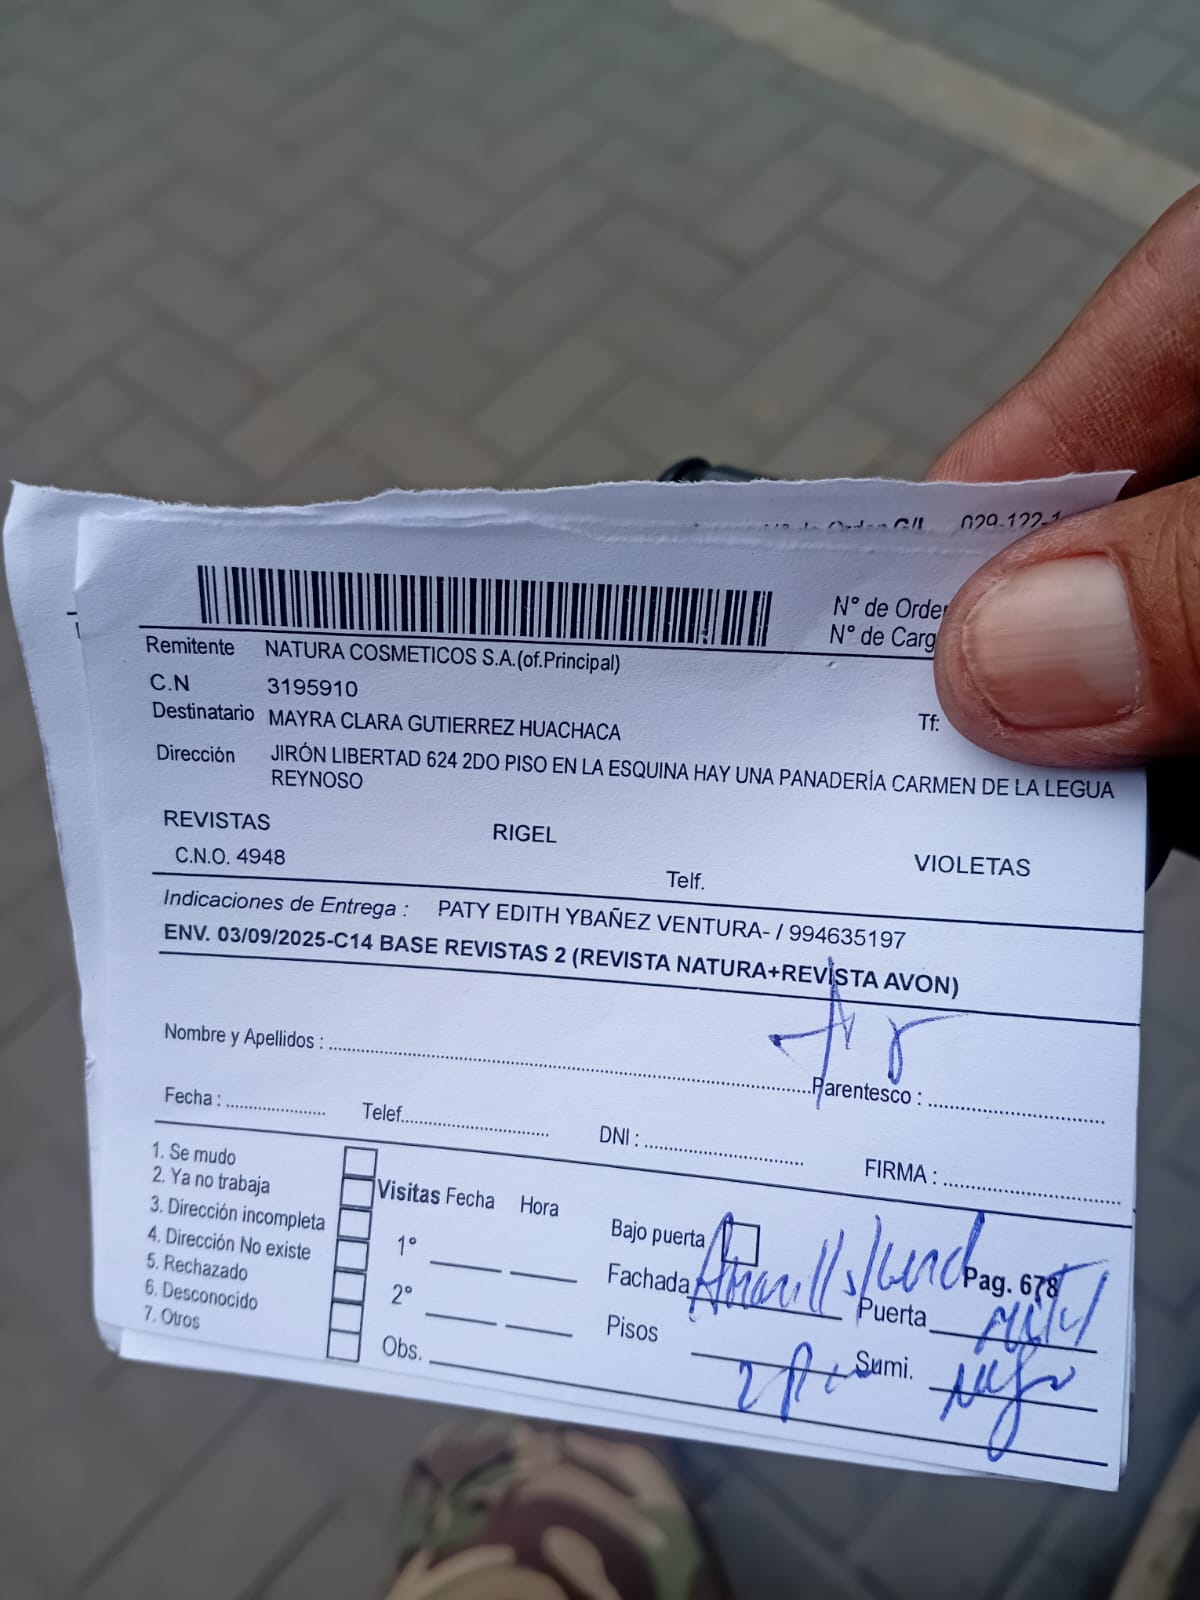 029-122-1
N° de Orden
N° de Carg
Remitente NATURA COSMETICOS S.A.(of.Principal)
C.N 3195910
Destinatario MAYRA CLARA GUTIERREZ HUACHACA Tf:
Dirección JIRÓN LIBERTAD 624 2DO PISO EN LA ESQUINA HAY UNA PANADERÍA CARMEN DE LA LEGUA
REYNOSO
REVISTAS RIGEL VIOLETAS
C.N.O. 4948 Telf.
Indicaciones de Entrega : PATY EDITH YBAÑEZ VENTURA- / 994635197
ENV. 03/09/2025-C14 BASE REVISTAS 2 (REVISTA NATURA+REVISTA AVON)
Nombre y Apellidos : Parentesco :
Fecha : Telef. DNI : FIRMA :
1. Se mudo
2. Ya no trabaja
3. Dirección incompleta
4. Dirección No existe
5. Rechazado
6. Desconocido
7. Otros
Visitas Fecha Hora
1°
2°
Obs.
Bajo puerta
Fachada Pag. 678
Puerta
Pisos 2
Sumi.